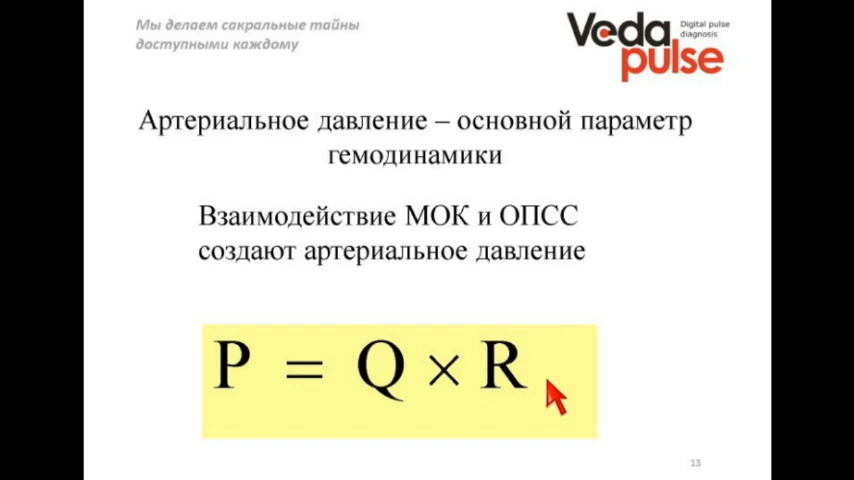 Мы делаем сакральные тайны
доступными каждому
Veda
pulse
Digital pulse
diagnosis
Артериальное давление – основной параметр
гемодинамики
Взаимодействие МОК и ОПСС
создают артериальное давление
P = Q × R
13